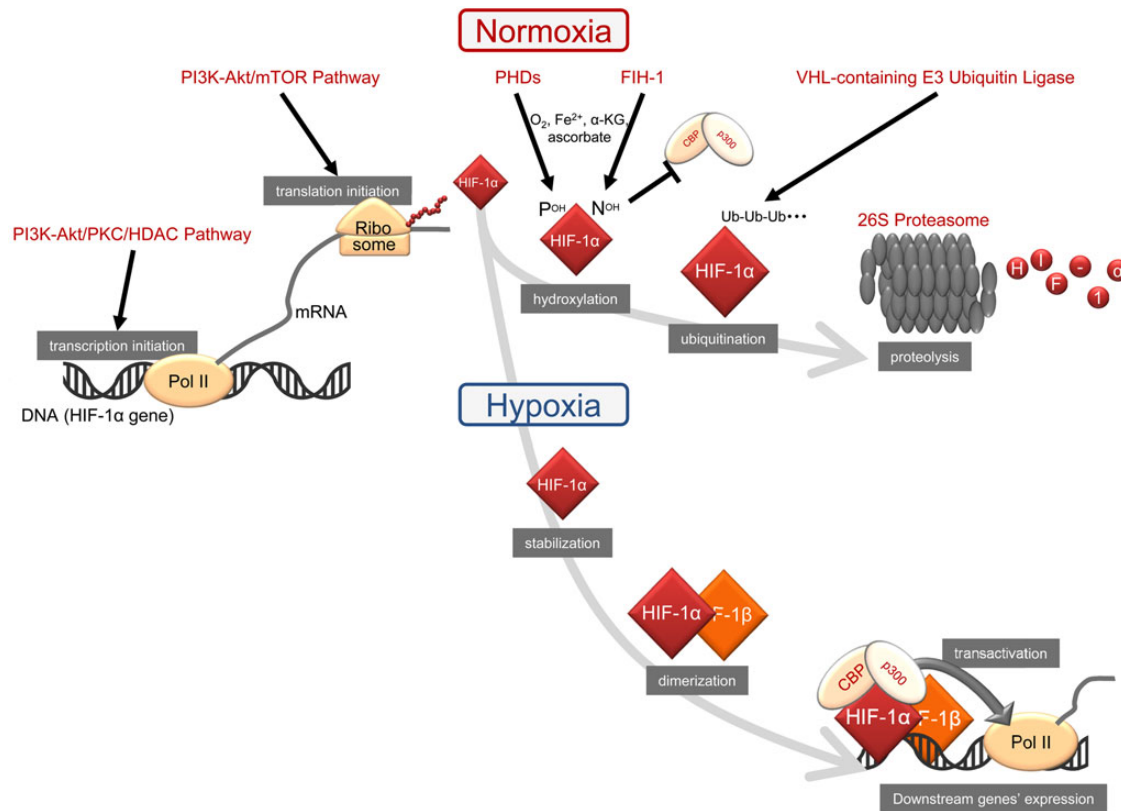 Normoxia
PI3K-Akt/mTOR Pathway
PHDs
FIH-1
VHL-containing E3 Ubiquitin Ligase
O₂, Fe²⁺, α-KG,
ascorbate
CBP
p300
translation initiation
HIF-1α
Pᴼᴴ
Nᴼᴴ
Ub-Ub-Ub•••
26S Proteasome
PI3K-Akt/PKC/HDAC Pathway
Ribo
some
HIF-1α
HIF-1α
H I F - 1 α
hydroxylation
mRNA
transcription initiation
ubiquitination
proteolysis
Pol II
DNA (HIF-1α gene)
Hypoxia
HIF-1α
stabilization
HIF-1α
F-1β
dimerization
CBP
p300
transactivation
HIF-1α
IF-1β
Pol II
Downstream genes' expression